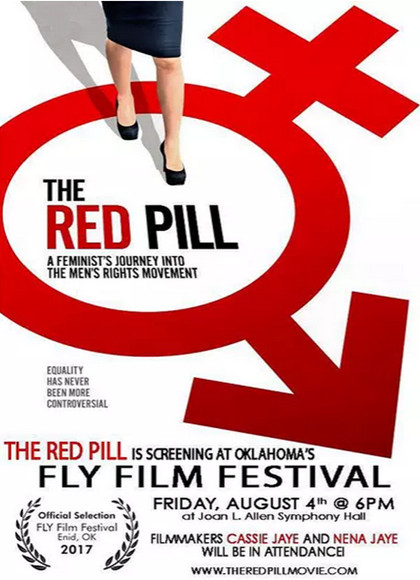 THE
RED PILL
A FEMINIST'S JOURNEY INTO
THE MEN'S RIGHTS MOVEMENT
EQUALITY
HAS NEVER
BEEN MORE
CONTROVERSIAL
THE RED PILL IS SCREENING AT OKLAHOMA'S
FLY FILM FESTIVAL
Official Selection
FLY Film Festival
Enid, OK
2017
FRIDAY, AUGUST 4th @ 6PM
at Joan L. Allen Symphony Hall
FILMMAKERS CASSIE JAYE AND NENA JAYE
WILL BE IN ATTENDANCE!
WWW.THEREDPILLMOVIE.COM